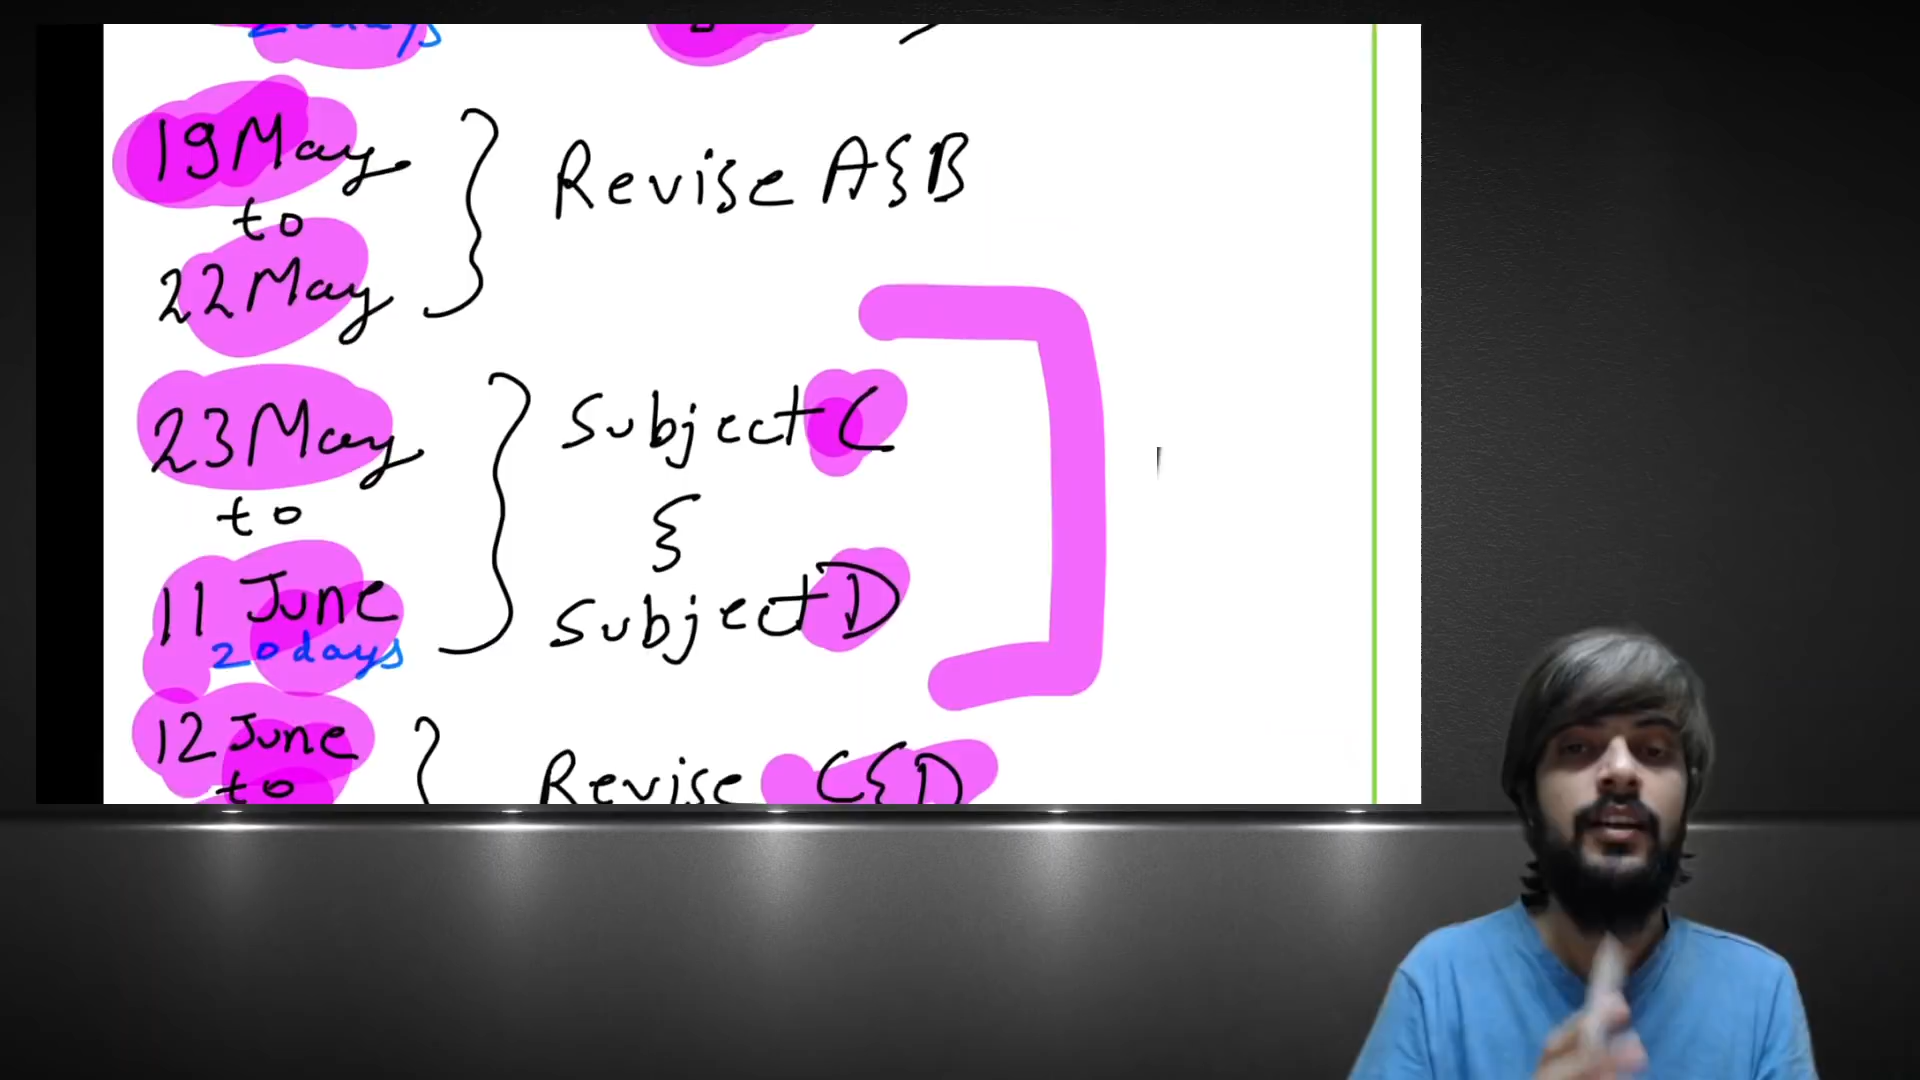 20days
19 May
to
22 May
Revise A & B
23 May
to
11 June
20 days
Subject C
&
Subject D
12 June
to
Revise C & D